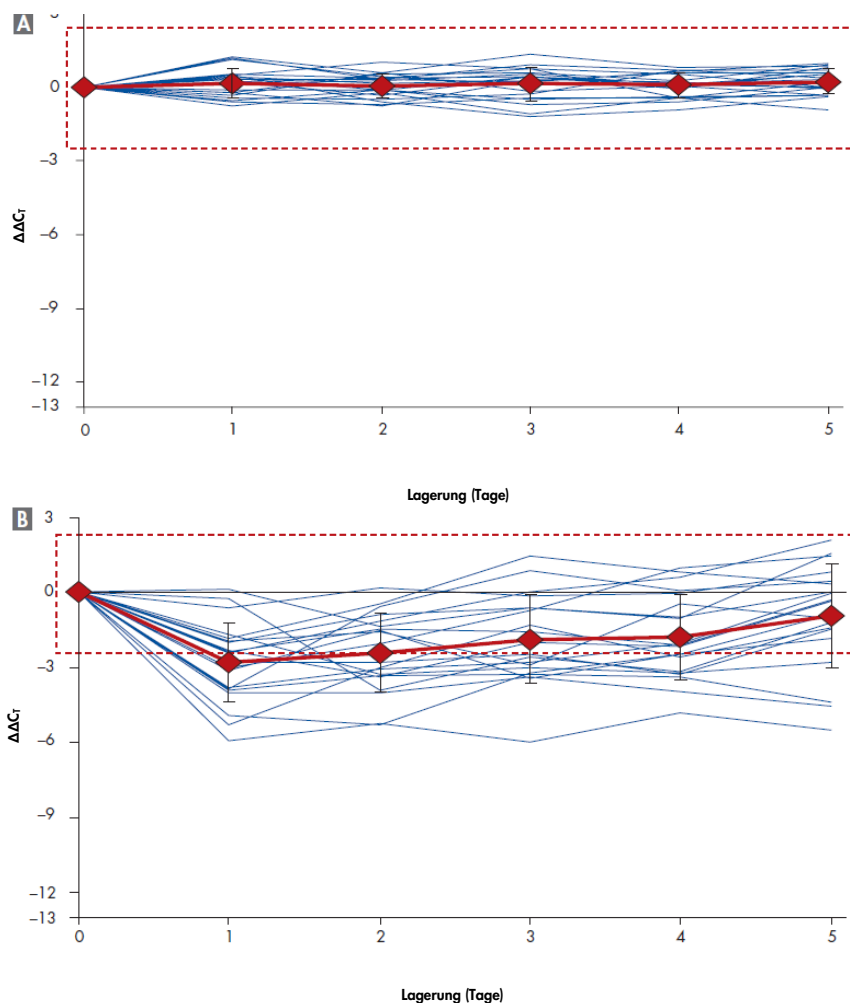 A
3
0
–3
–6
–9
–12
–13
ΔΔCT
0 1 2 3 4 5
Lagerung (Tage)
B
3
0
–3
–6
–9
–12
–13
ΔΔCT
0 1 2 3 4 5
Lagerung (Tage)